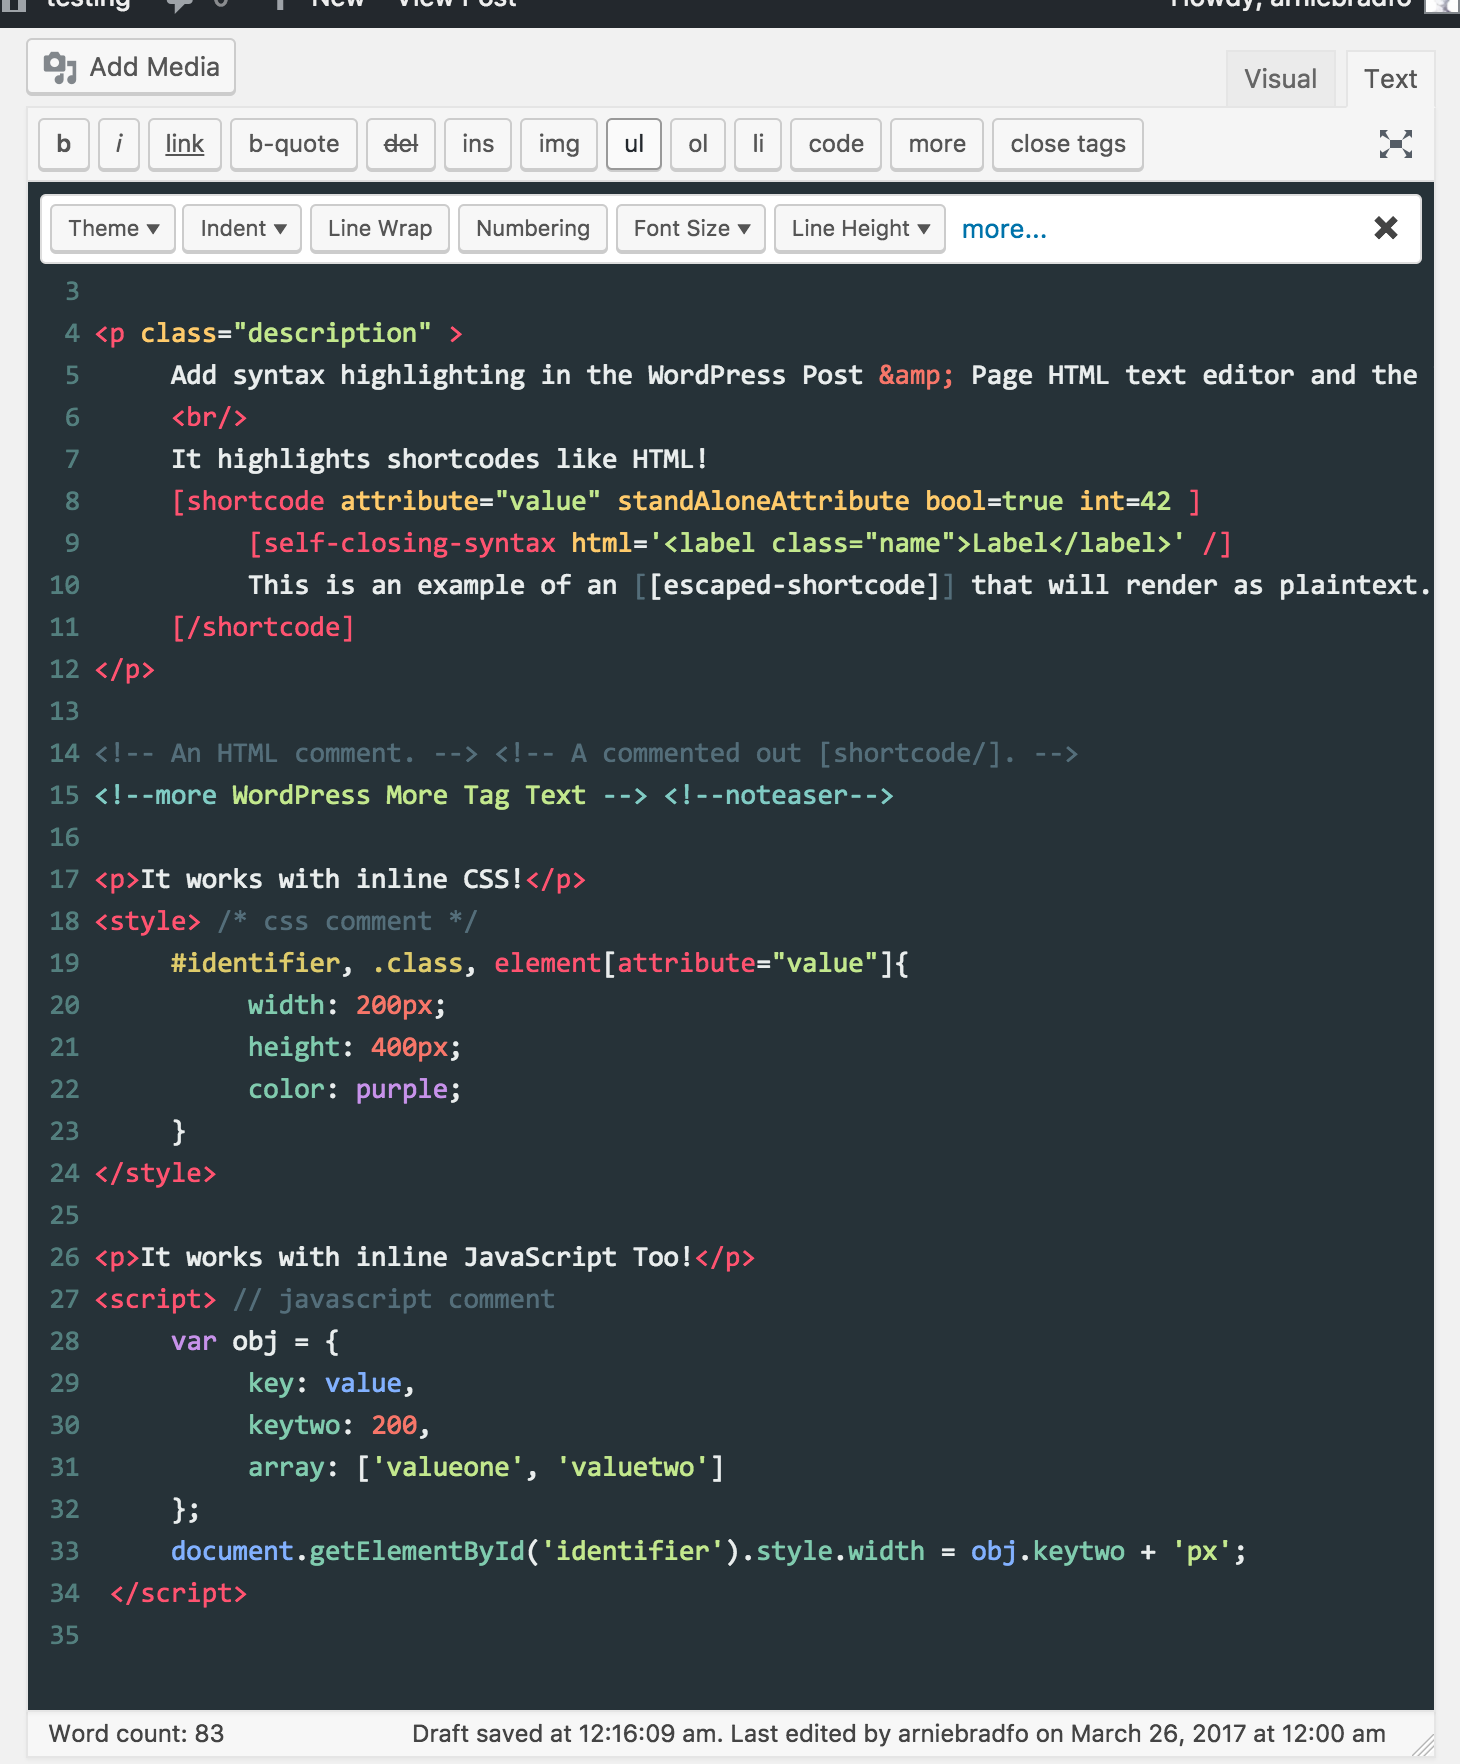 testing 0 + New View Post Howdy, arniebradfo
Add Media
Visual Text
b i link b-quote del ins img ul ol li code more close tags
Theme ▾ Indent ▾ Line Wrap Numbering Font Size ▾ Line Height ▾ more... ✖
3
4 <p class="description" >
5 Add syntax highlighting in the WordPress Post &amp; Page HTML text editor and the
6 <br/>
7 It highlights shortcodes like HTML!
8 [shortcode attribute="value" standAloneAttribute bool=true int=42 ]
9 [self-closing-syntax html='<label class="name">Label</label>' /]
10 This is an example of an [[escaped-shortcode]] that will render as plaintext.
11 [/shortcode]
12 </p>
13
14 <!-- An HTML comment. --> <!-- A commented out [shortcode/]. -->
15 <!--more WordPress More Tag Text --> <!--noteaser-->
16
17 <p>It works with inline CSS!</p>
18 <style> /* css comment */
19 #identifier, .class, element[attribute="value"]{
20 width: 200px;
21 height: 400px;
22 color: purple;
23 }
24 </style>
25
26 <p>It works with inline JavaScript Too!</p>
27 <script> // javascript comment
28 var obj = {
29 key: value,
30 keytwo: 200,
31 array: ['valueone', 'valuetwo']
32 };
33 document.getElementById('identifier').style.width = obj.keytwo + 'px';
34 </script>
35
Word count: 83 Draft saved at 12:16:09 am. Last edited by arniebradfo on March 26, 2017 at 12:00 am